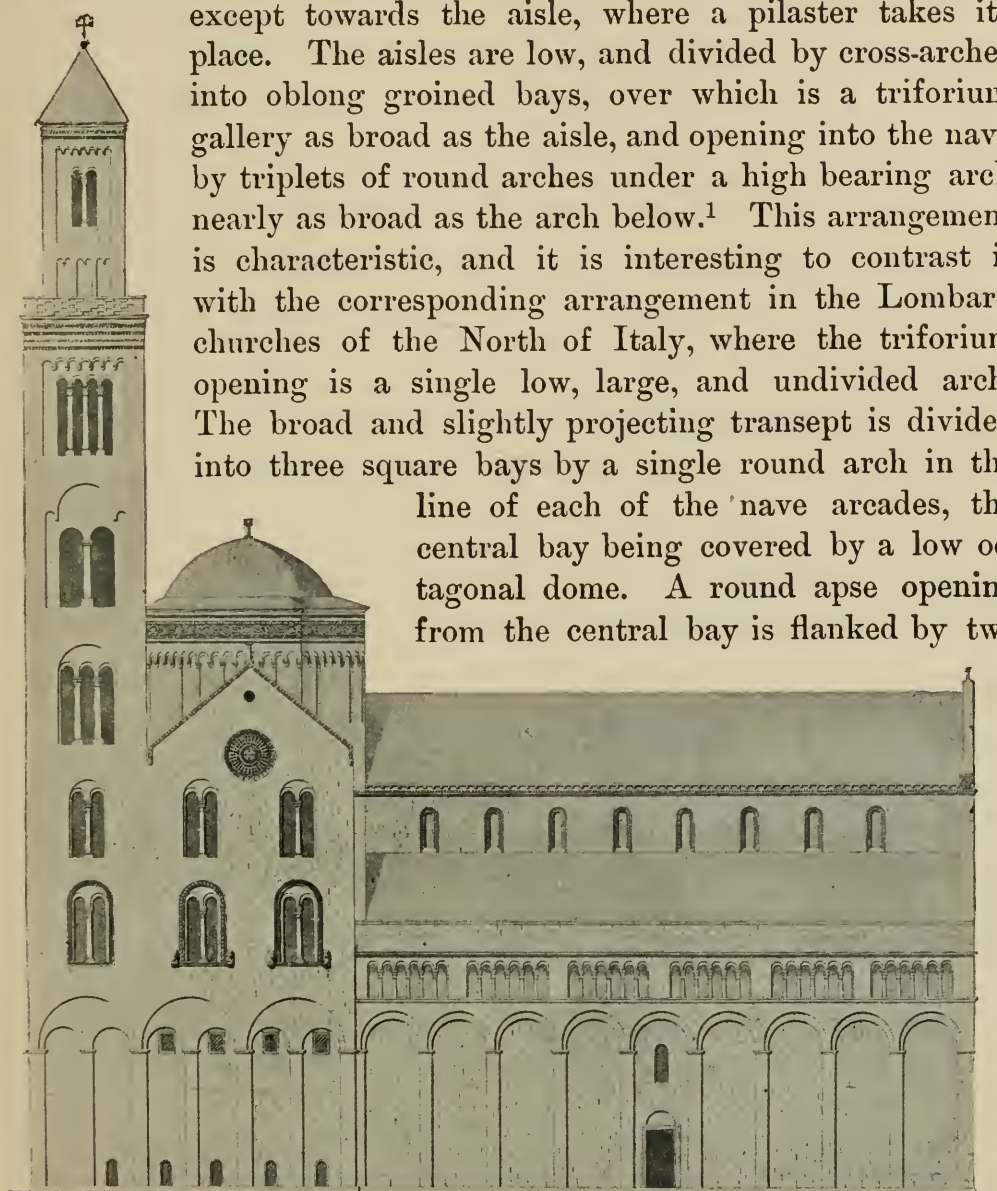 except towards the aisle, where a pilaster takes it
place. The aisles are low, and divided by cross-arche
into oblong groined bays, over which is a triforiu
gallery as broad as the aisle, and opening into the nav
by triplets of round arches under a high bearing arc
nearly as broad as the arch below.¹ This arrangemen
is characteristic, and it is interesting to contrast i
with the corresponding arrangement in the Lombar
churches of the North of Italy, where the triforiu
opening is a single low, large, and undivided arch
The broad and slightly projecting transept is divide
into three square bays by a single round arch in th
line of each of the nave arcades, th
central bay being covered by a low oc
tagonal dome. A round apse openin
from the central bay is flanked by tw